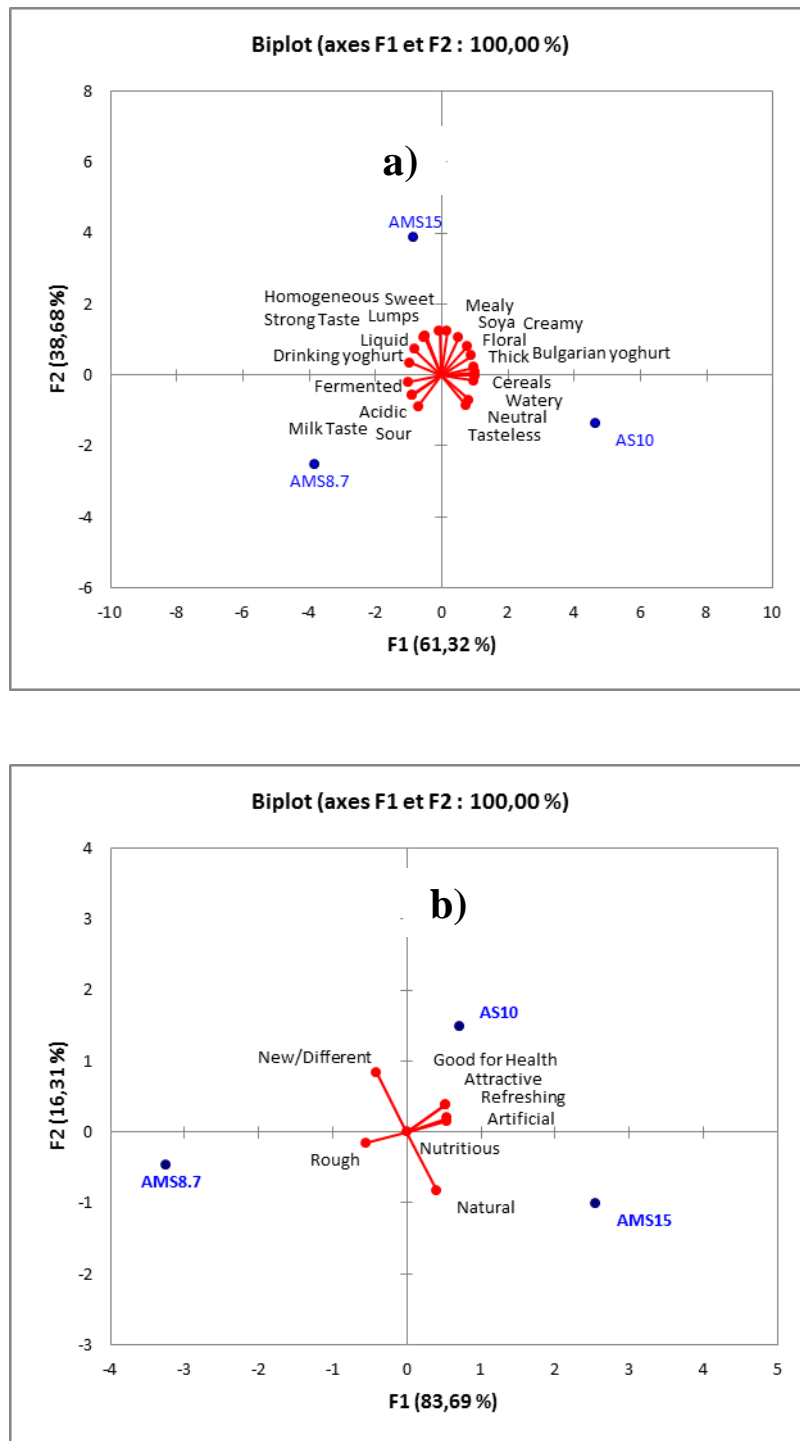 Biplot (axes F1 et F2 : 100,00 %)
a)
8
6
4
2
0
-2
-4
-6
F2 (38,68 %)
AMS15
Homogeneous Sweet Mealy
Strong Taste Lumps Soya Creamy
Liquid Floral
Drinking yoghurt Thick Bulgarian yoghurt
Fermented Cereals
Acidic Watery
Milk Taste Sour Neutral
Tasteless
AS10
AMS8.7
-10 -8 -6 -4 -2 0 2 4 6 8 10
F1 (61,32 %)
Biplot (axes F1 et F2 : 100,00 %)
b)
4
3
2
1
0
-1
-2
-3
F2 (16,31 %)
AS10
New/Different Good for Health
Attractive
Refreshing
Artificial
Rough Nutritious
AMS8.7
Natural
AMS15
-4 -3 -2 -1 0 1 2 3 4 5
F1 (83,69 %)